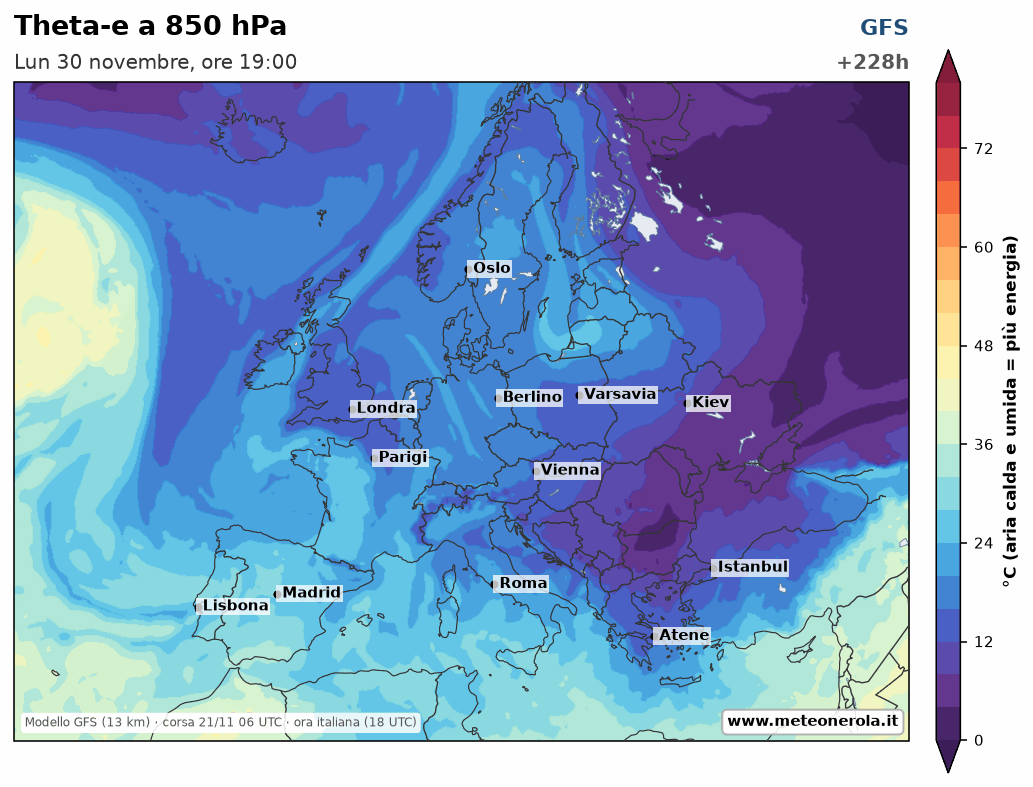 Theta-e a 850 hPa
GFS
Lun 30 novembre, ore 19:00
+228h
72
60
48
36
24
12
0
°C (aria calda e umida = più energia)
Oslo
Londra
Berlino
Varsavia
Kiev
Parigi
Vienna
Istanbul
Roma
Madrid
Lisbona
Atene
Modello GFS (13 km) · corsa 21/11 06 UTC · ora italiana (18 UTC)
www.meteonerola.it